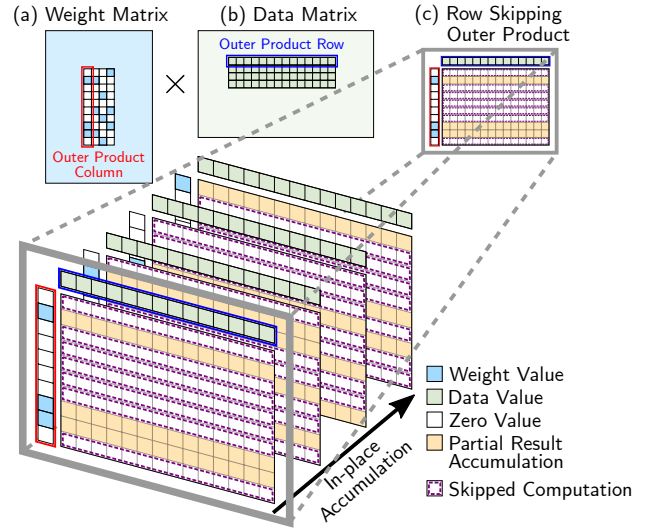 (a) Weight Matrix
(b) Data Matrix
(c) Row Skipping
Outer Product
Outer Product Row
×
Outer Product
Column
Weight Value
Data Value
Zero Value
Partial Result
Accumulation
Skipped Computation
In-place
Accumulation